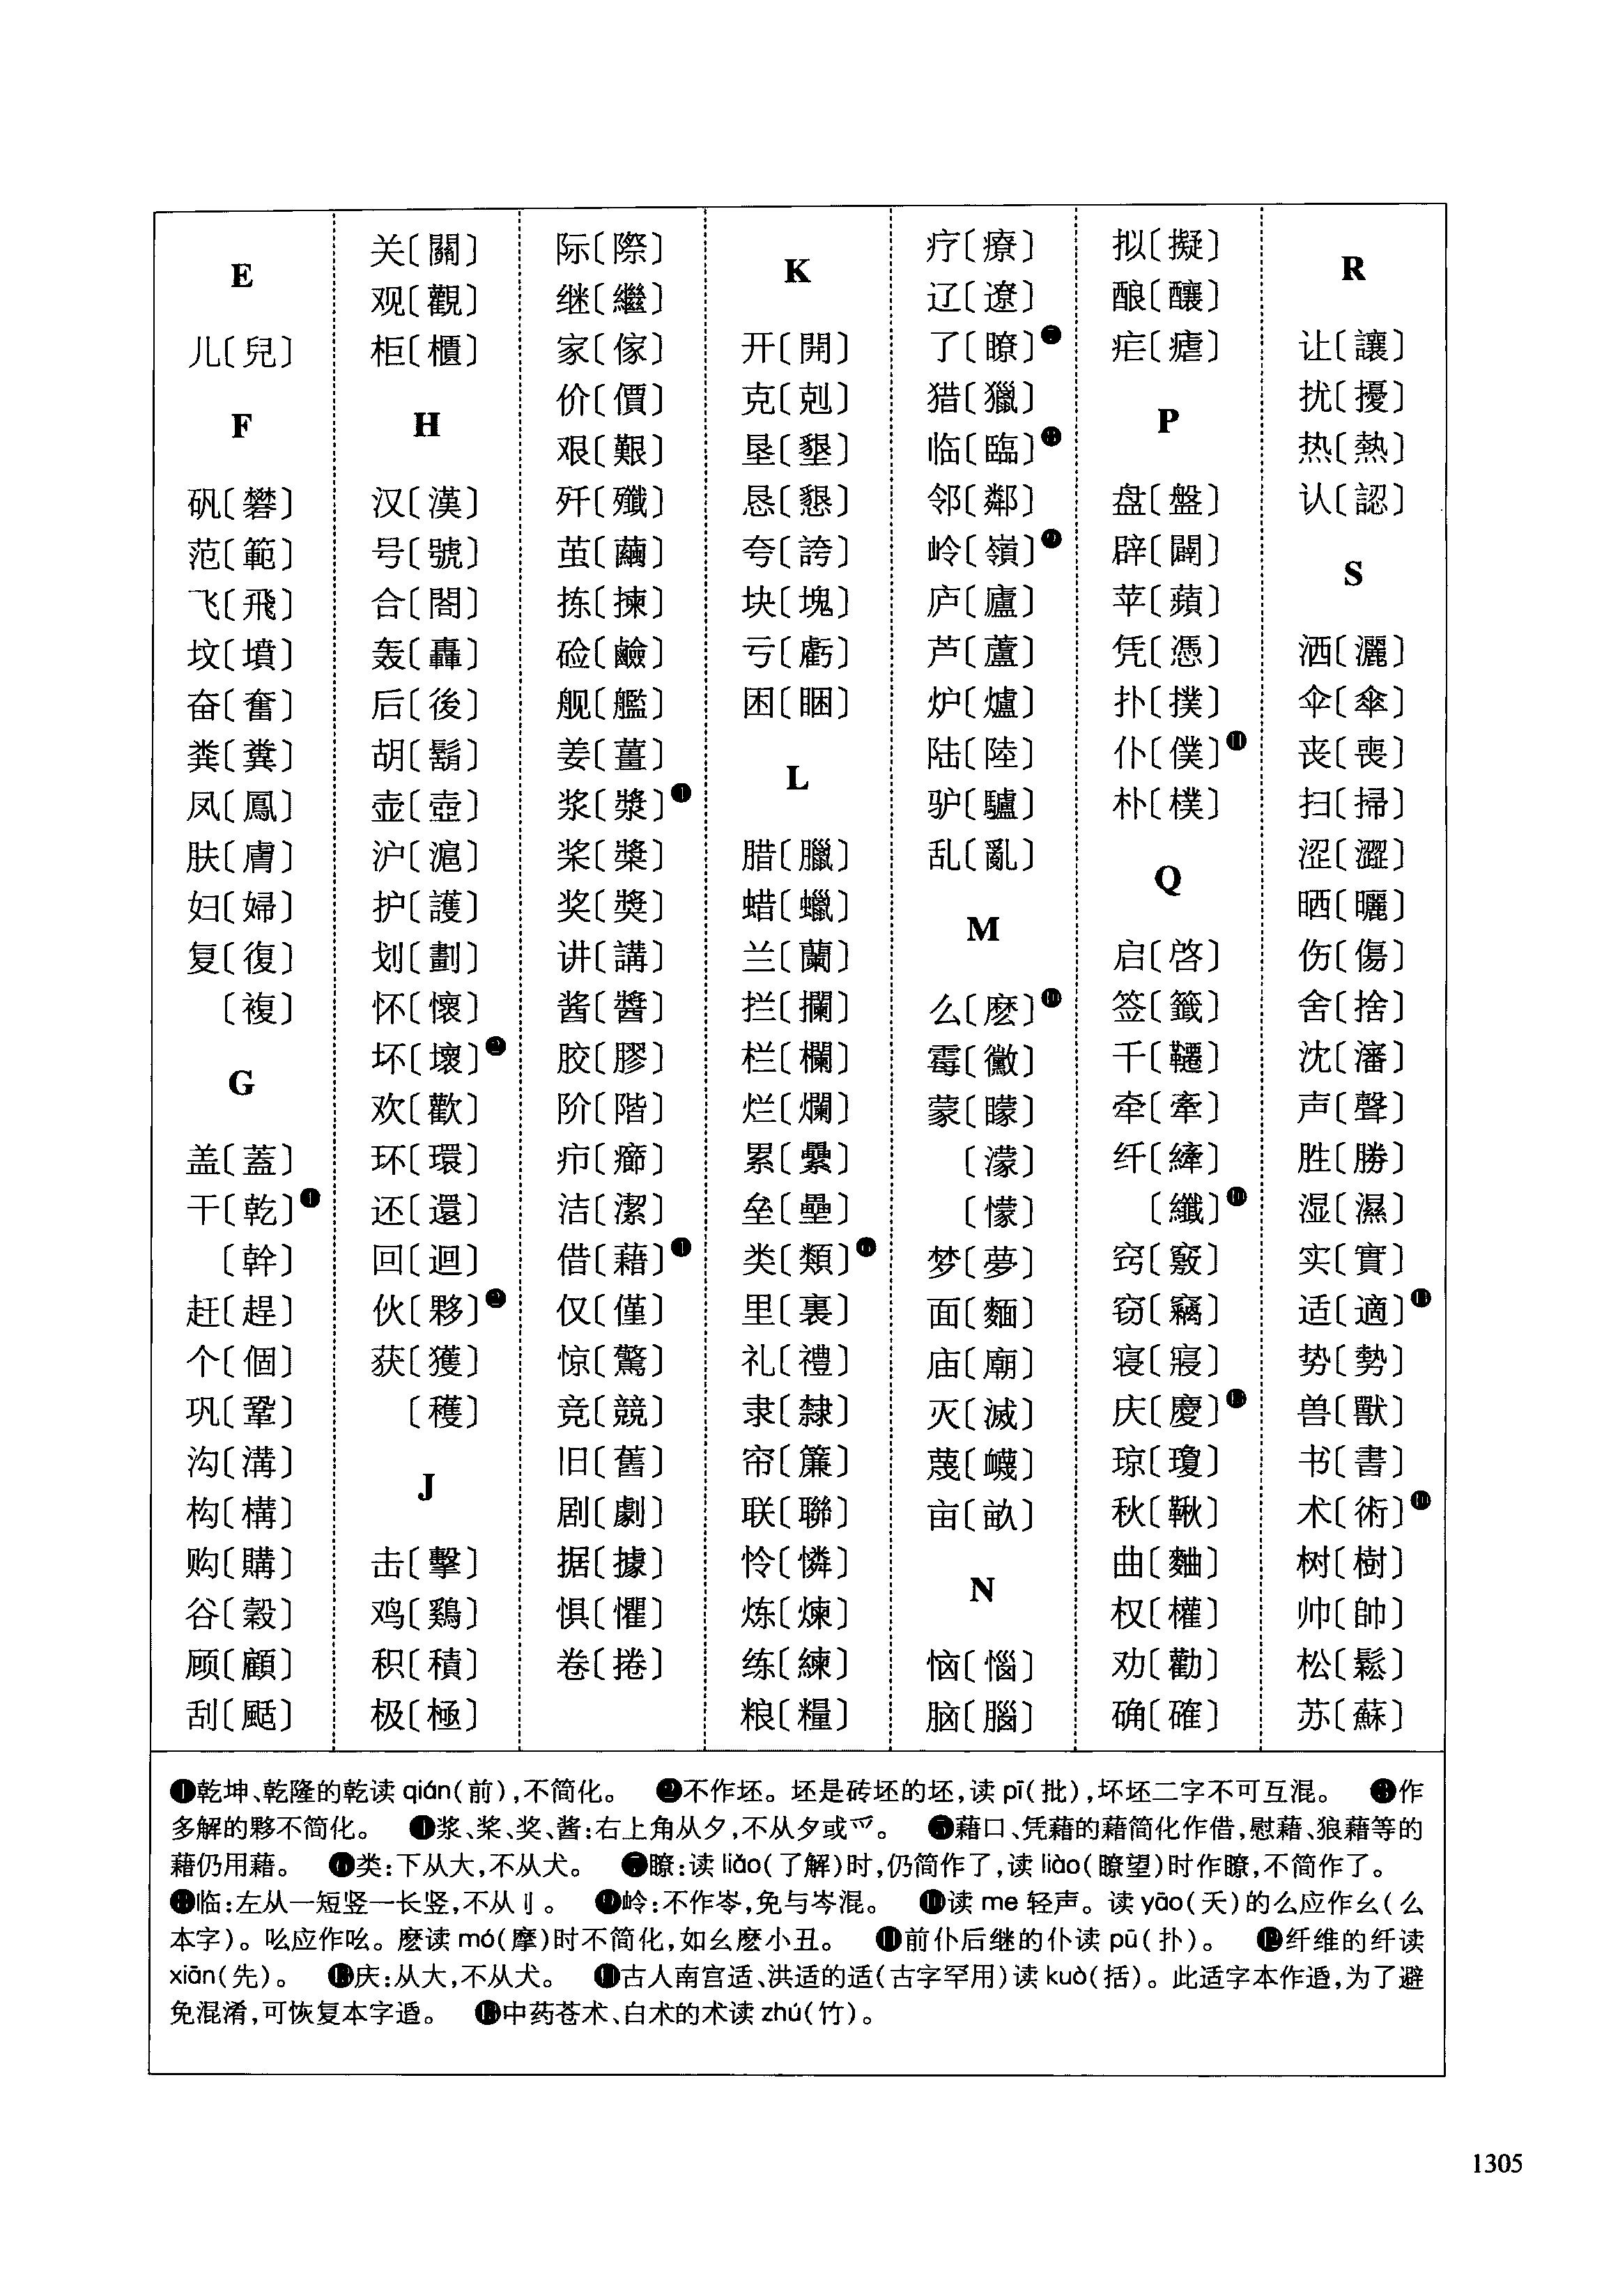 E
儿〔兒〕
F
矾〔礬〕
范〔範〕
飞〔飛〕
坟〔墳〕
奋〔奮〕
粪〔糞〕
凤〔鳳〕
肤〔膚〕
妇〔婦〕
复〔復〕
〔複〕
G
盖〔蓋〕
干〔乾〕❶
〔幹〕
赶〔趕〕
个〔個〕
巩〔鞏〕
沟〔溝〕
构〔構〕
购〔購〕
谷〔穀〕
顾〔顧〕
刮〔颳〕
关〔關〕
观〔觀〕
柜〔櫃〕
H
汉〔漢〕
号〔號〕
合〔閤〕
轰〔轟〕
后〔後〕
胡〔鬍〕
壶〔壺〕
沪〔滬〕
护〔護〕
划〔劃〕
怀〔懷〕
坏〔壞〕❷
欢〔歡〕
环〔環〕
还〔還〕
回〔迴〕
伙〔夥〕❷
获〔獲〕
〔穫〕
J
击〔擊〕
鸡〔鷄〕
积〔積〕
极〔極〕
际〔際〕
继〔繼〕
家〔傢〕
价〔價〕
艰〔艱〕
歼〔殲〕
茧〔繭〕
拣〔揀〕
硷〔鹼〕
舰〔艦〕
姜〔薑〕
浆〔漿〕❶
桨〔槳〕
奖〔獎〕
讲〔講〕
酱〔醬〕
胶〔膠〕
阶〔階〕
疖〔癤〕
洁〔潔〕
借〔藉〕❶
仅〔僅〕
惊〔驚〕
竞〔競〕
旧〔舊〕
剧〔劇〕
据〔據〕
惧〔懼〕
卷〔捲〕
K
开〔開〕
克〔剋〕
垦〔墾〕
恳〔懇〕
夸〔誇〕
块〔塊〕
亏〔虧〕
困〔睏〕
L
腊〔臘〕
蜡〔蠟〕
兰〔蘭〕
拦〔攔〕
栏〔欄〕
烂〔爛〕
累〔纍〕
垒〔壘〕
类〔類〕❻
里〔裏〕
礼〔禮〕
隶〔隸〕
帘〔簾〕
联〔聯〕
怜〔憐〕
炼〔煉〕
练〔練〕
粮〔糧〕
疗〔療〕
辽〔遼〕
了〔瞭〕❼
猎〔獵〕
临〔臨〕❽
邻〔鄰〕
岭〔嶺〕❾
庐〔廬〕
芦〔蘆〕
炉〔爐〕
陆〔陸〕
驴〔驢〕
乱〔亂〕
M
么〔麽〕❿
霉〔黴〕
蒙〔矇〕
〔濛〕
〔懞〕
梦〔夢〕
面〔麵〕
庙〔廟〕
灭〔滅〕
蔑〔衊〕
亩〔畝〕
N
恼〔惱〕
脑〔腦〕
拟〔擬〕
酿〔釀〕
疟〔瘧〕
P
盘〔盤〕
辟〔闢〕
苹〔蘋〕
凭〔憑〕
扑〔撲〕
仆〔僕〕⓫
朴〔樸〕
Q
启〔啓〕
签〔籤〕
千〔韆〕
牵〔牽〕
纤〔縴〕
〔纖〕❿
窍〔竅〕
窃〔竊〕
寝〔寢〕
庆〔慶〕⓭
琼〔瓊〕
秋〔鞦〕
曲〔麯〕
权〔權〕
劝〔勸〕
确〔確〕
R
让〔讓〕
扰〔擾〕
热〔熱〕
认〔認〕
S
洒〔灑〕
伞〔傘〕
丧〔喪〕
扫〔掃〕
涩〔澀〕
晒〔曬〕
伤〔傷〕
舍〔捨〕
沈〔瀋〕
声〔聲〕
胜〔勝〕
湿〔濕〕
实〔實〕
适〔適〕⓭
势〔勢〕
兽〔獸〕
书〔書〕
术〔術〕❿
树〔樹〕
帅〔帥〕
松〔鬆〕
苏〔蘇〕
❶乾坤、乾隆的乾读 qián(前),不简化。 ❷不作坯。坯是砖坯的坯,读 pī(批),坏坯二字不可互混。 ❸作
多解的夥不简化。 ❶浆、桨、奖、酱:右上角从夕,不从夕或爫。 ❺藉口、凭藉的藉简化作借,慰藉、狼藉等的
藉仍用藉。 ❻类:下从大,不从犬。 ❼瞭:读 liǎo(了解)时,仍简作了,读 liào(瞭望)时作瞭,不简作了。
❽临:左从一短竖一长竖,不从刂。 ❾岭:不作岺,免与岑混。 ❿读 me 轻声。读 yāo(夭)的么应作幺(么
本字)。吆应作吆。麽读 mó(摩)时不简化,如幺麽小丑。 ⓫前仆后继的仆读 pū(扑)。 ⓬纤维的纤读
xiān(先)。 ⓭庆:从大,不从犬。 ⓫古人南宫适、洪适的适(古字罕用)读 kuò(括)。此适字本作逪,为了避
免混淆,可恢复本字逪。 ⓯中药苍术、白术的术读 zhú(竹)。
1305